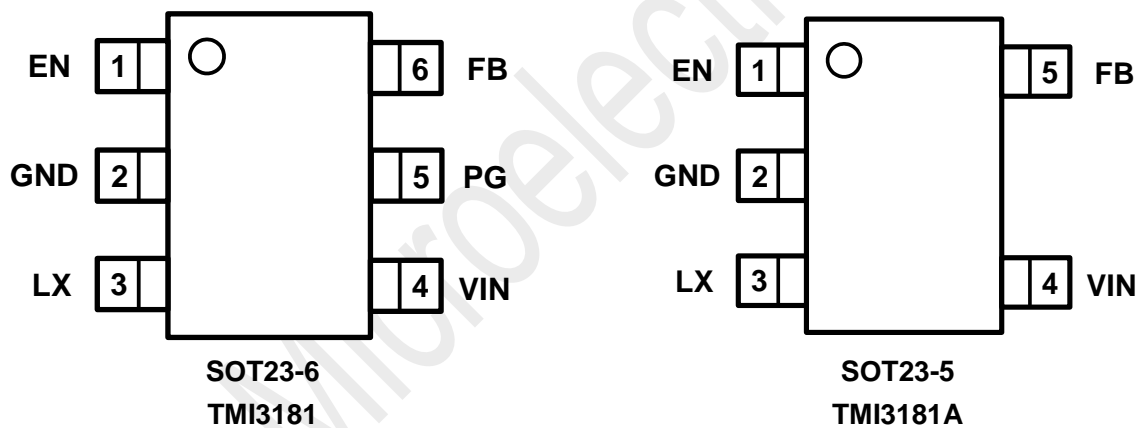 EN 1 6 FB
GND 2 5 PG
LX 3 4 VIN
SOT23-6
TMI3181
EN 1 5 FB
GND 2
LX 3 4 VIN
SOT23-5
TMI3181A
Microelectr